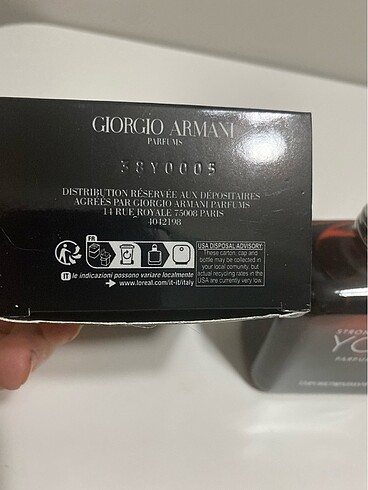 GIORGIO ARMANI
PARFUMS
38Y0005
DISTRIBUTION RÉSERVÉE AUX DÉPOSITAIRES
AGRÉÉS PAR GIORGIO ARMANI PARFUMS
14 RUE ROYALE 75008 PARIS
4042198
FR
USA DISPOSAL ADVISORY:
These carton, cap and
bottle may be collected in
your local comunity, but
actual recycling rates in the
USA are currently very low.
IT le indicazioni possono variare localmente
www.loreal.com/it-it/italy
STRON
YO
PARFU